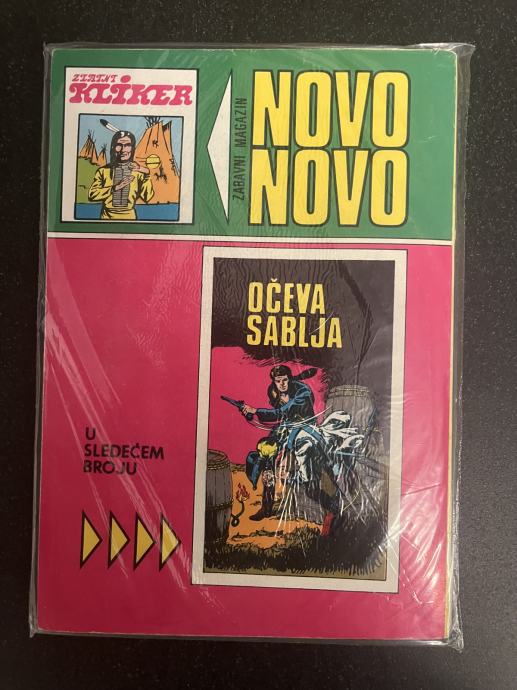 ZLATNI
KLIKER
ZABAVNI MAGAZIN
NOVO
NOVO
OČEVA
SABLJA
U
SLEDEĆEM
BROJU